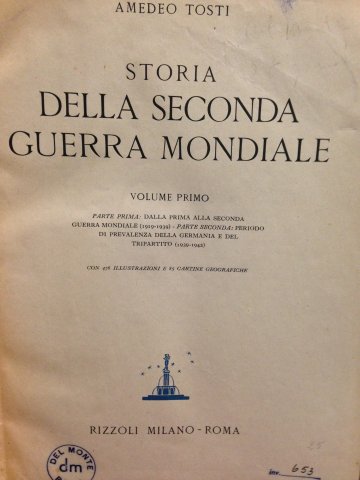 AMEDEO TOSTI
STORIA
DELLA SECONDA
GUERRA MONDIALE
VOLUME PRIMO
PARTE PRIMA: DALLA PRIMA ALLA SECONDA
GUERRA MONDIALE (1919-1939) - PARTE SECONDA: PERIODO
DI PREVALENZA DELLA GERMANIA E DEL
TRIPARTITO (1939-1942)
CON 476 ILLUSTRAZIONI E 85 CARTINE GEOGRAFICHE
RIZZOLI MILANO - ROMA
DEL MONTE
dm
inv. 653
25